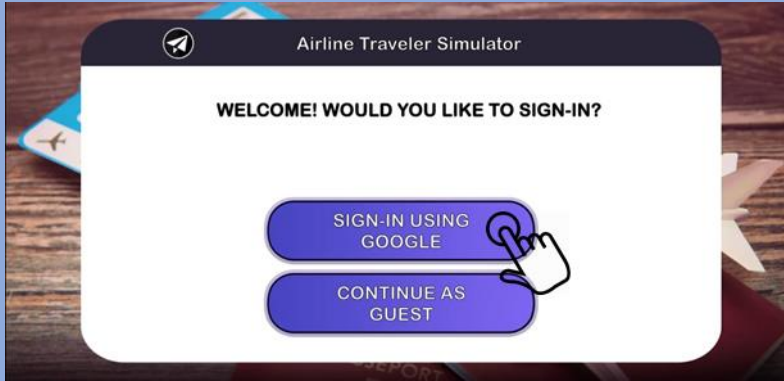 Airline Traveler Simulator
WELCOME! WOULD YOU LIKE TO SIGN-IN?
SIGN-IN USING
GOOGLE
CONTINUE AS
GUEST